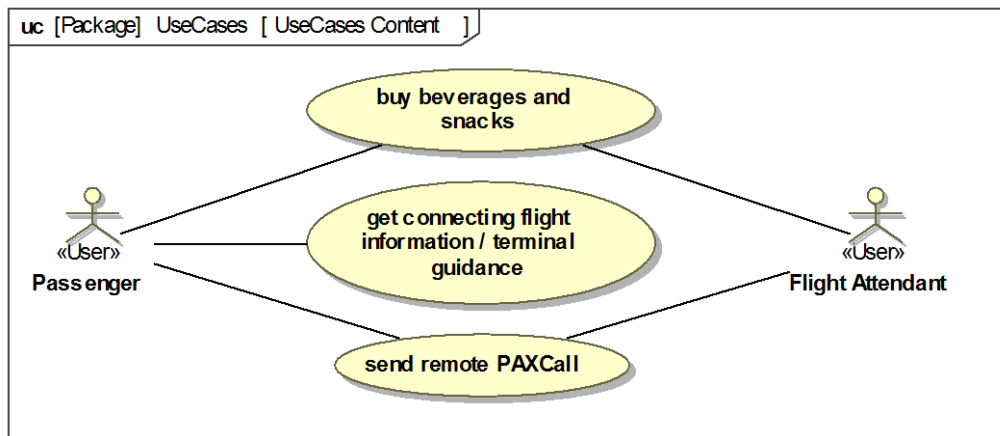 uc [Package] UseCases [ UseCases Content ]
buy beverages and
snacks
get connecting flight
information / terminal
guidance
«User»
Passenger
«User»
Flight Attendant
send remote PAXCall